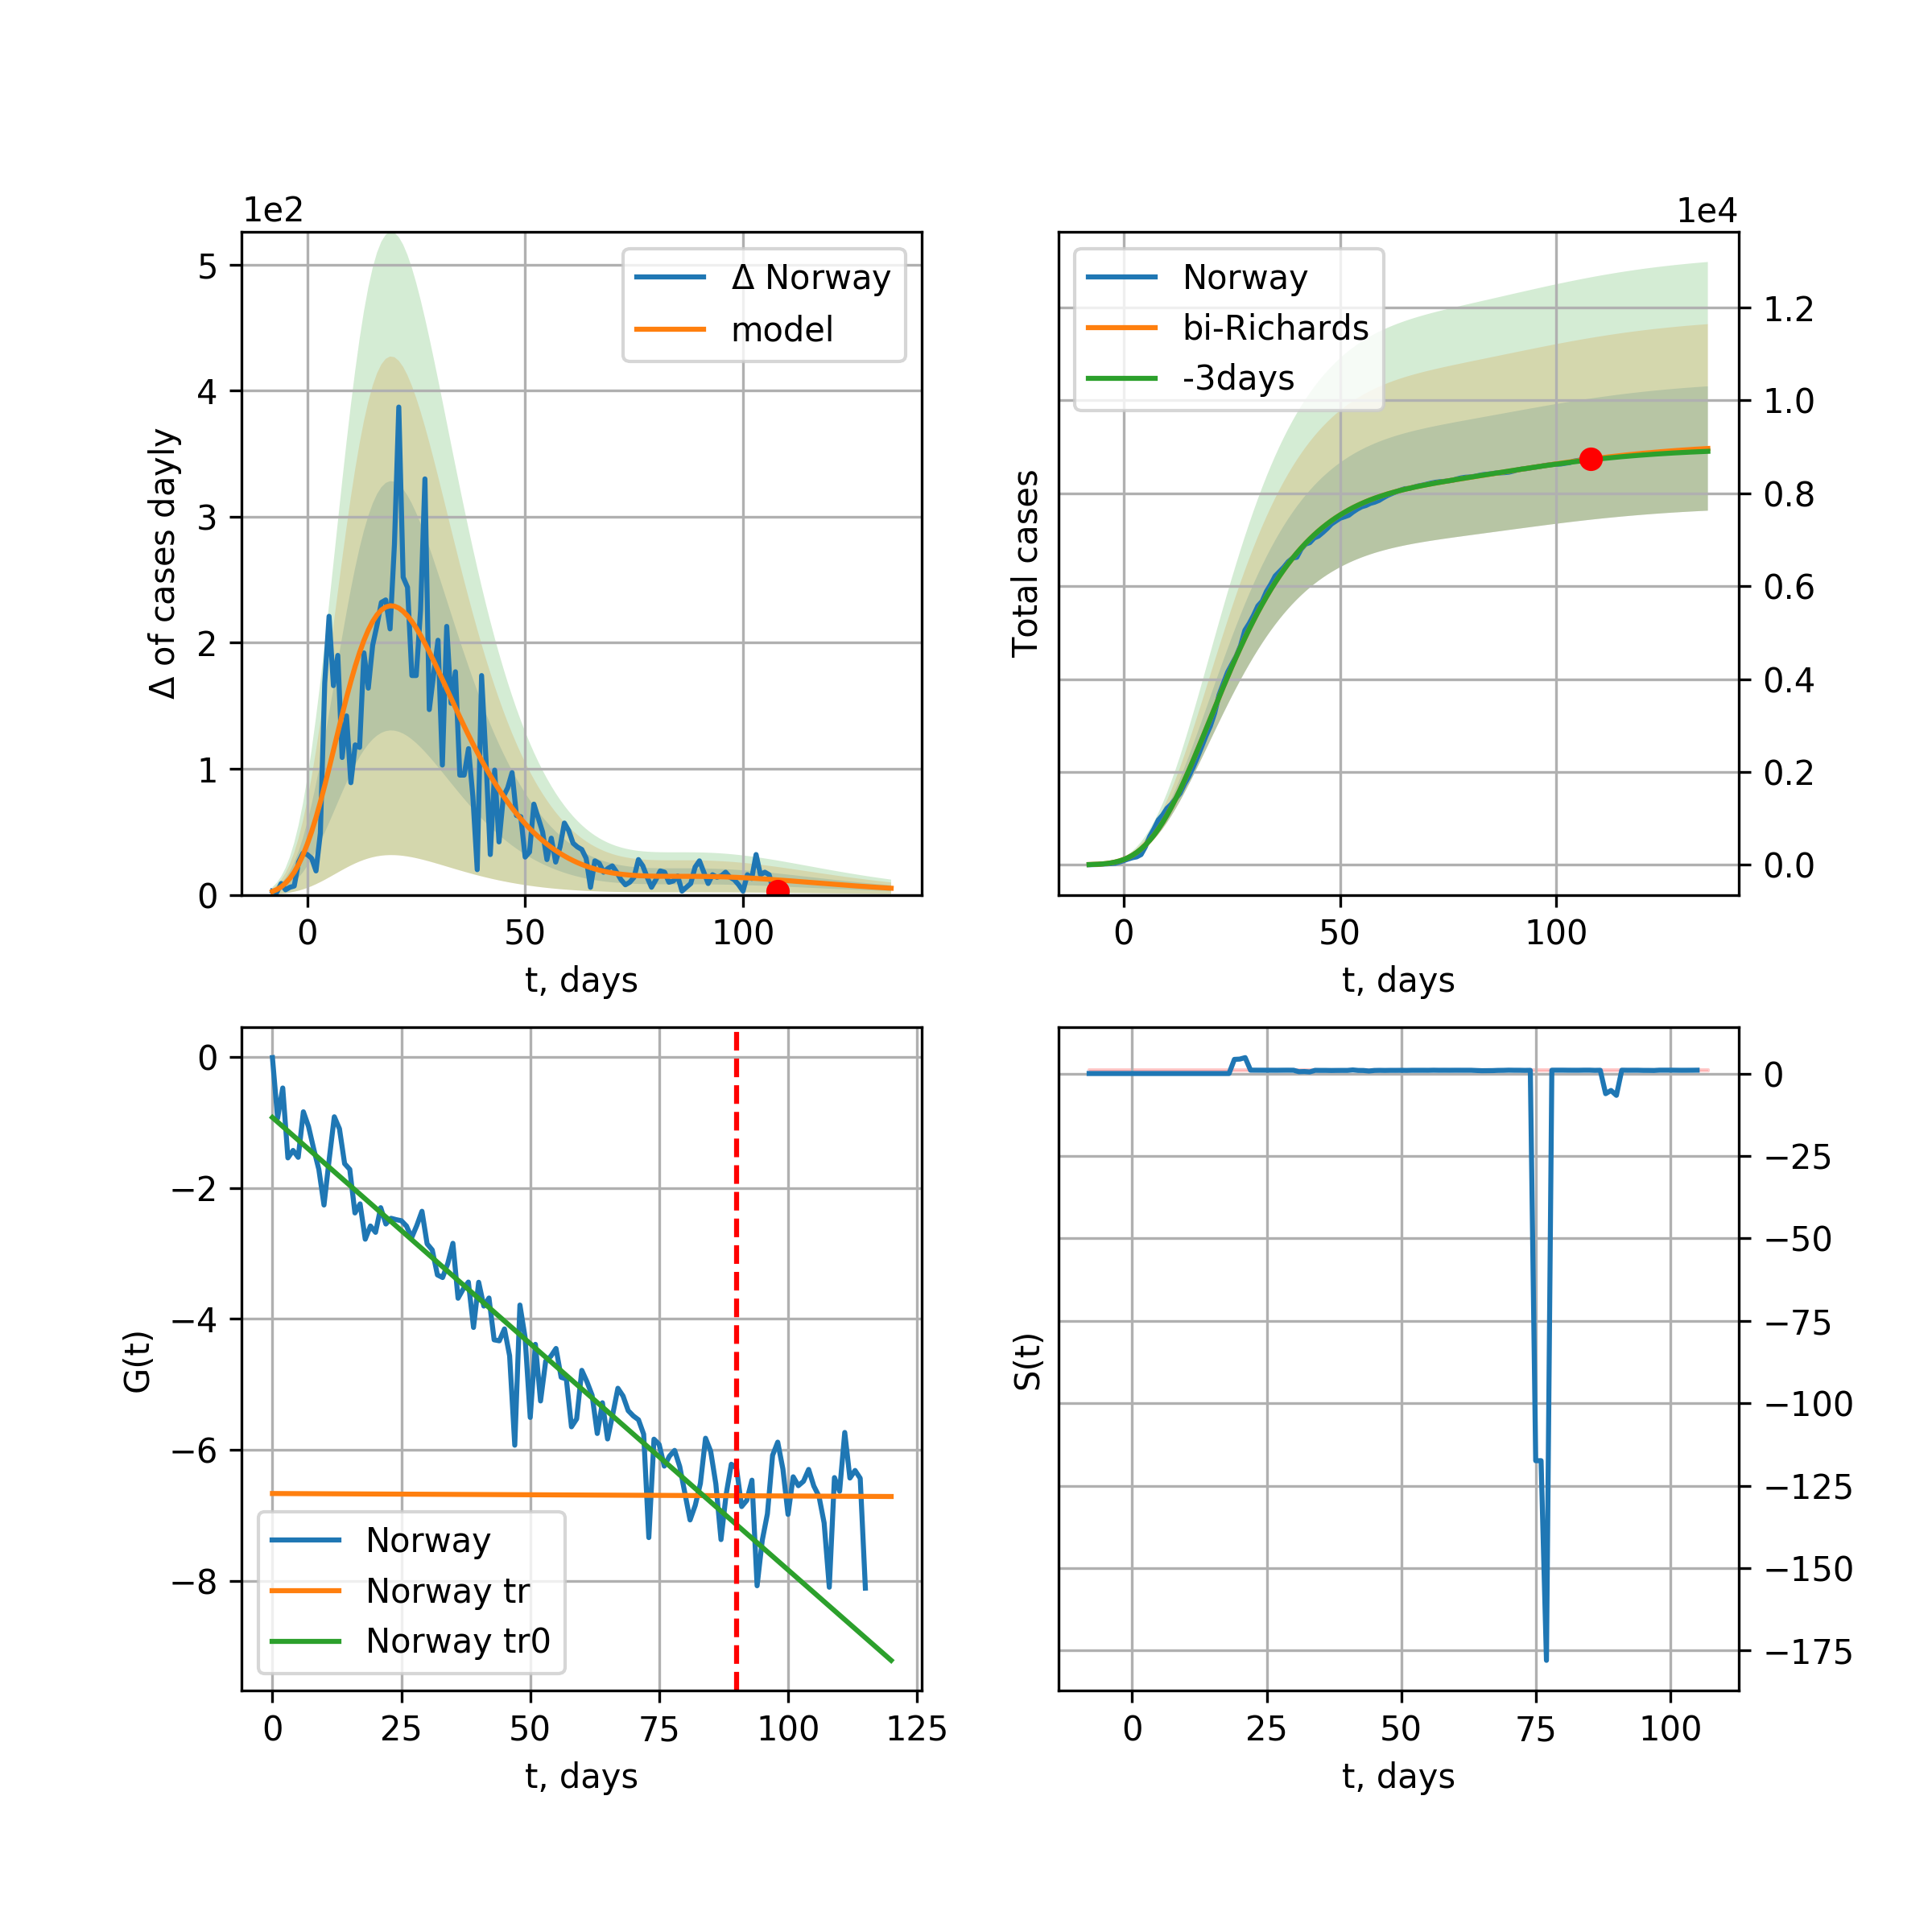 1e2
5
4
3
2
1
0
Δ of cases dayly
0 50 100
t, days
Δ Norway
model
1e4
1.2
1.0
0.8
0.6
0.4
0.2
0.0
Total cases
0 50 100
t, days
Norway
bi-Richards
-3days
0
−2
−4
−6
−8
G(t)
0 25 50 75 100 125
t, days
Norway
Norway tr
Norway tr0
0
−25
−50
−75
−100
−125
−150
−175
S(t)
0 25 50 75 100
t, days